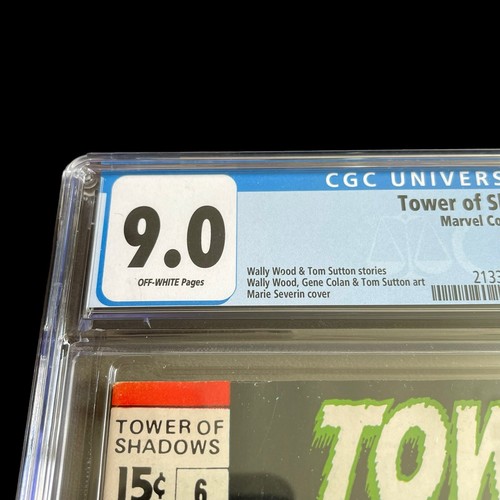 CGC UNIVERS
Tower of S
Marvel Co
9.0
OFF-WHITE Pages
Wally Wood & Tom Sutton stories
Wally Wood, Gene Colan & Tom Sutton art
Marie Severin cover
2133
TOWER OF
SHADOWS
15¢ 6
TOW